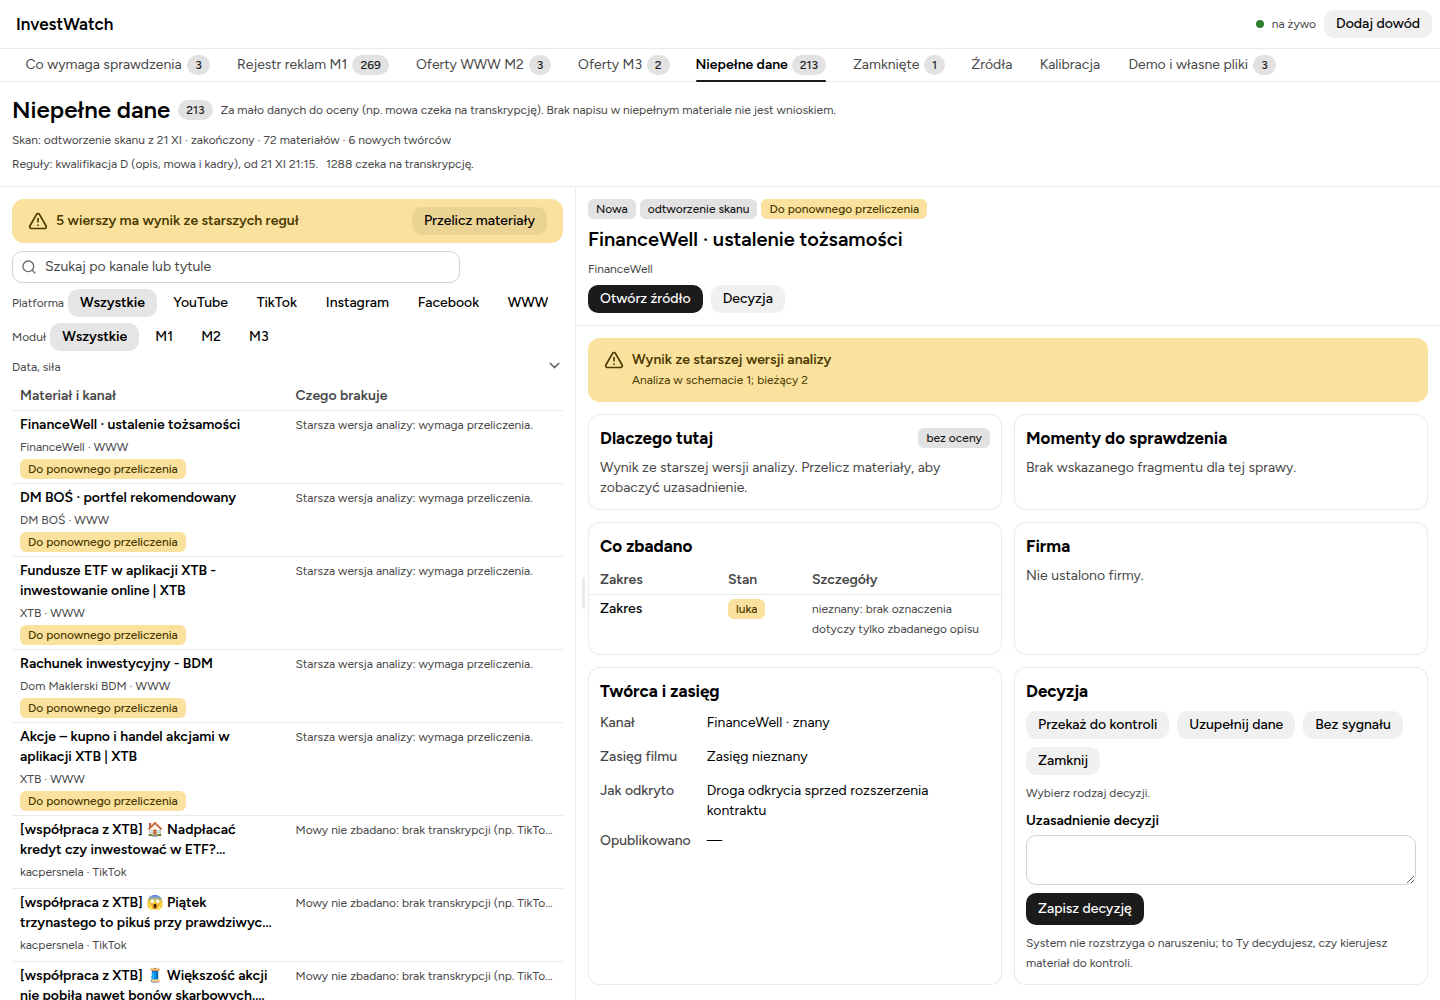 InvestWatch
na żywo
Dodaj dowód
Co wymaga sprawdzenia 3
Rejestr reklam M1 269
Oferty WWW M2 3
Oferty M3 2
Niepełne dane 213
Zamknięte 1
Źródła
Kalibracja
Demo i własne pliki 3
Niepełne dane 213 Za mało danych do oceny (np. mowa czeka na transkrypcję). Brak napisu w niepełnym materiale nie jest wnioskiem.
Skan: odtworzenie skanu z 21 XI · zakończony · 72 materiałów · 6 nowych twórców
Reguły: kwalifikacja D (opis, mowa i kadry), od 21 XI 21:15. 1288 czeka na transkrypcję.
5 wierszy ma wynik ze starszych reguł
Przelicz materiały
Szukaj po kanale lub tytule
Platforma Wszystkie YouTube TikTok Instagram Facebook WWW
Moduł Wszystkie M1 M2 M3
Data, siła
Materiał i kanał Czego brakuje
FinanceWell · ustalenie tożsamości
Starsza wersja analizy: wymaga przeliczenia.
FinanceWell · WWW
Do ponownego przeliczenia
DM BOŚ · portfel rekomendowany
Starsza wersja analizy: wymaga przeliczenia.
DM BOŚ · WWW
Do ponownego przeliczenia
Fundusze ETF w aplikacji XTB -
inwestowanie online | XTB
Starsza wersja analizy: wymaga przeliczenia.
XTB · WWW
Do ponownego przeliczenia
Rachunek inwestycyjny - BDM
Starsza wersja analizy: wymaga przeliczenia.
Dom Maklerski BDM · WWW
Do ponownego przeliczenia
Akcje – kupno i handel akcjami w
aplikacji XTB | XTB
Starsza wersja analizy: wymaga przeliczenia.
XTB · WWW
Do ponownego przeliczenia
[współpraca z XTB] 🏠 Nadpłacać
kredyt czy inwestować w ETF?...
Mowy nie zbadano: brak transkrypcji (np. TikTo...
kacpersnela · TikTok
[współpraca z XTB] 😱 Piątek
trzynastego to pikuś przy prawdziwyc...
Mowy nie zbadano: brak transkrypcji (np. TikTo...
kacpersnela · TikTok
[współpraca z XTB] 🧵 Większość akcji
nie pobiła nawet bonów skarbowych....
Mowy nie zbadano: brak transkrypcji (np. TikTo...
Nowa
odtworzenie skanu
Do ponownego przeliczenia
FinanceWell · ustalenie tożsamości
FinanceWell
Otwórz źródło
Decyzja
Wynik ze starszej wersji analizy
Analiza w schemacie 1; bieżący 2
Dlaczego tutaj
bez oceny
Wynik ze starszej wersji analizy. Przelicz materiały, aby
zobaczyć uzasadnienie.
Momenty do sprawdzenia
Brak wskazanego fragmentu dla tej sprawy.
Co zbadano
Zakres Stan Szczegóły
Zakres luka nieznany: brak oznaczenia
dotyczy tylko zbadanego opisu
Firma
Nie ustalono firmy.
Twórca i zasięg
Kanał FinanceWell · znany
Zasięg filmu Zasięg nieznany
Jak odkryto Droga odkrycia sprzed rozszerzenia
kontraktu
Opublikowano —
Decyzja
Przekaż do kontroli
Uzupełnij dane
Bez sygnału
Zamknij
Wybierz rodzaj decyzji.
Uzasadnienie decyzji
Zapisz decyzję
System nie rozstrzyga o naruszeniu; to Ty decydujesz, czy kierujesz
materiał do kontroli.